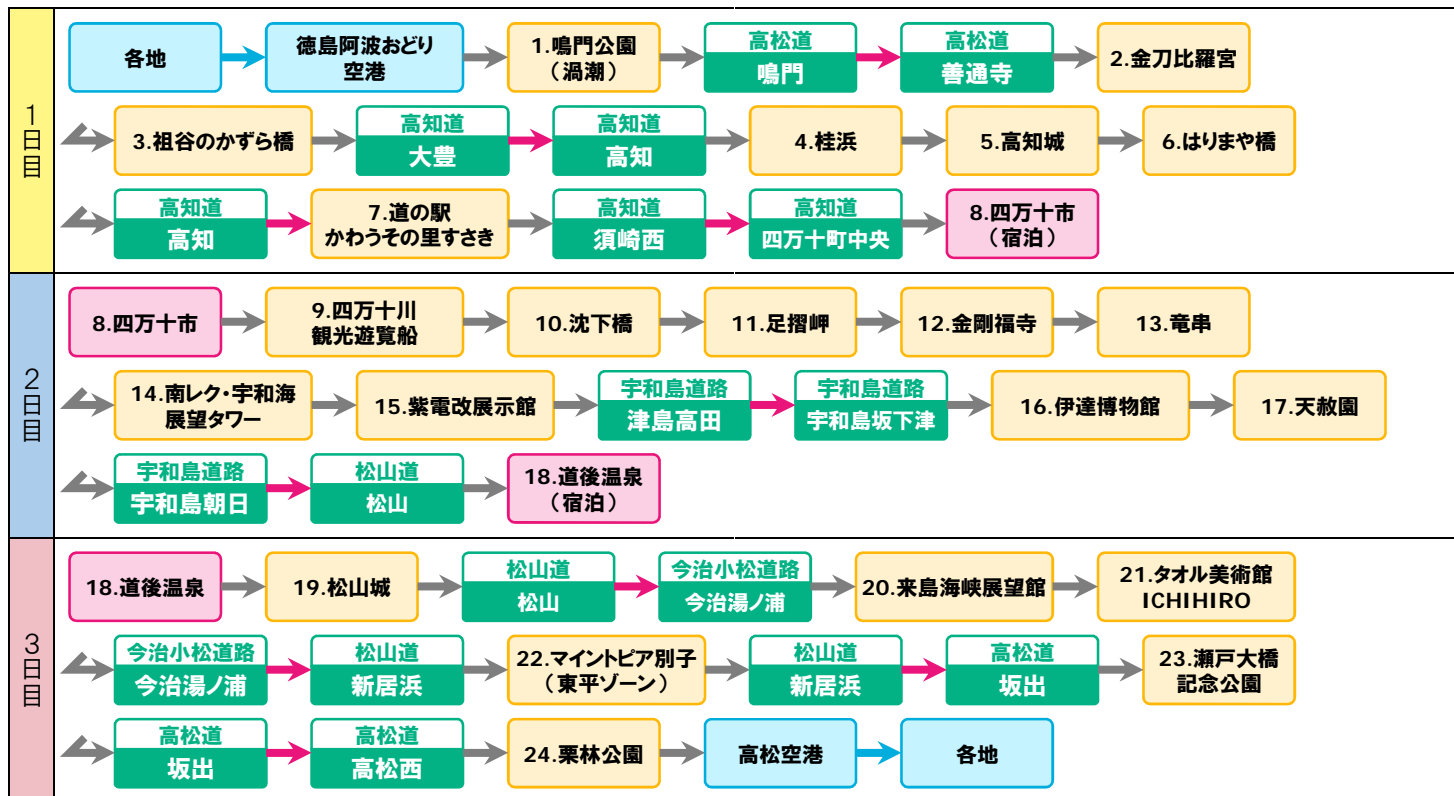 1日目
各地
徳島阿波おどり
空港
1.鳴門公園
(渦潮)
高松道
鳴門
高松道
善通寺
2.金刀比羅宮
3.祖谷のかずら橋
高知道
大豊
高知道
高知
4.桂浜
5.高知城
6.はりまや橋
高知道
高知
7.道の駅
かわうその里すさき
高知道
須崎西
高知道
四万十町中央
8.四万十市
(宿泊)
2日目
8.四万十市
9.四万十川
観光遊覧船
10.沈下橋
11.足摺岬
12.金剛福寺
13.竜串
14.南レク・宇和海
展望タワー
15.紫電改展示館
宇和島道路
津島高田
宇和島道路
宇和島坂下津
16.伊達博物館
17.天赦園
宇和島道路
宇和島朝日
松山道
松山
18.道後温泉
(宿泊)
3日目
18.道後温泉
19.松山城
松山道
松山
今治小松道路
今治湯ノ浦
20.来島海峡展望館
21.タオル美術館
ICHIHIRO
今治小松道路
今治湯ノ浦
松山道
新居浜
22.マイントピア別子
(東平ゾーン)
松山道
新居浜
高松道
坂出
23.瀬戸大橋
記念公園
高松道
坂出
高松道
高松西
24.栗林公園
高松空港
各地